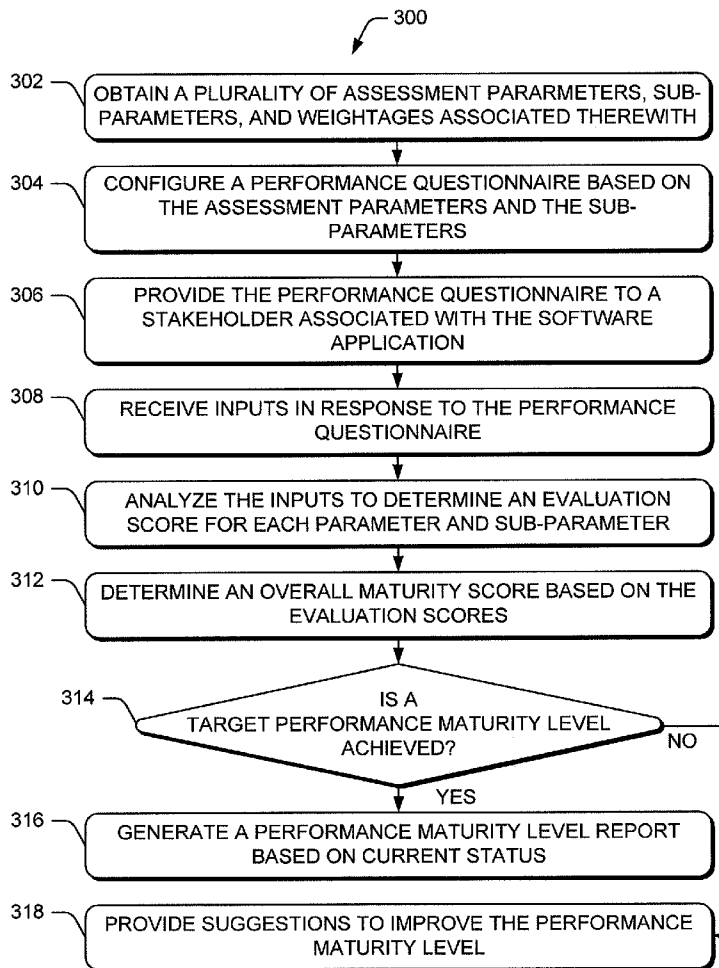 300
302
OBTAIN A PLURALITY OF ASSESSMENT PARARMETERS, SUB-
PARAMETERS, AND WEIGHTAGES ASSOCIATED THEREWITH
304
CONFIGURE A PERFORMANCE QUESTIONNAIRE BASED ON
THE ASSESSMENT PARAMETERS AND THE SUB-
PARAMETERS
306
PROVIDE THE PERFORMANCE QUESTIONNAIRE TO A
STAKEHOLDER ASSOCIATED WITH THE SOFTWARE
APPLICATION
308
RECEIVE INPUTS IN RESPONSE TO THE PERFORMANCE
QUESTIONNAIRE
310
ANALYZE THE INPUTS TO DETERMINE AN EVALUATION
SCORE FOR EACH PARAMETER AND SUB-PARAMETER
312
DETERMINE AN OVERALL MATURITY SCORE BASED ON THE
EVALUATION SCORES
314
IS A
TARGET PERFORMANCE MATURITY LEVEL
ACHIEVED?
NO
YES
316
GENERATE A PERFORMANCE MATURITY LEVEL REPORT
BASED ON CURRENT STATUS
318
PROVIDE SUGGESTIONS TO IMPROVE THE PERFORMANCE
MATURITY LEVEL